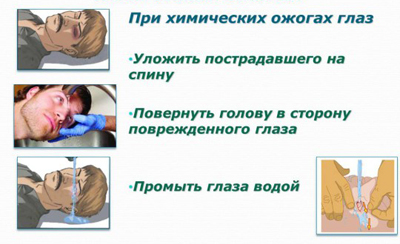 При химических ожогах глаз
•Уложить пострадавшего на
спину
•Повернуть голову в сторону
поврежденного глаза
•Промыть глаза водой